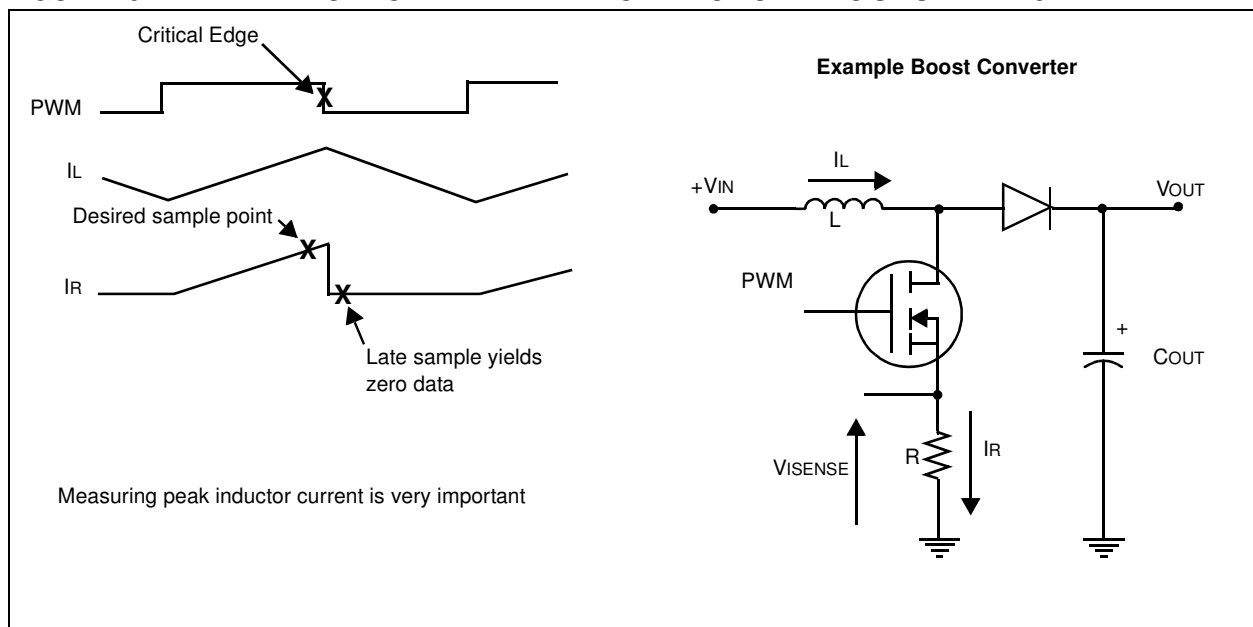 Critical Edge
PWM
IL
Desired sample point
IR
Late sample yields
zero data
Measuring peak inductor current is very important
Example Boost Converter
IL
+VIN
L
VOUT
PWM
+
COUT
VISENSE
R
IR